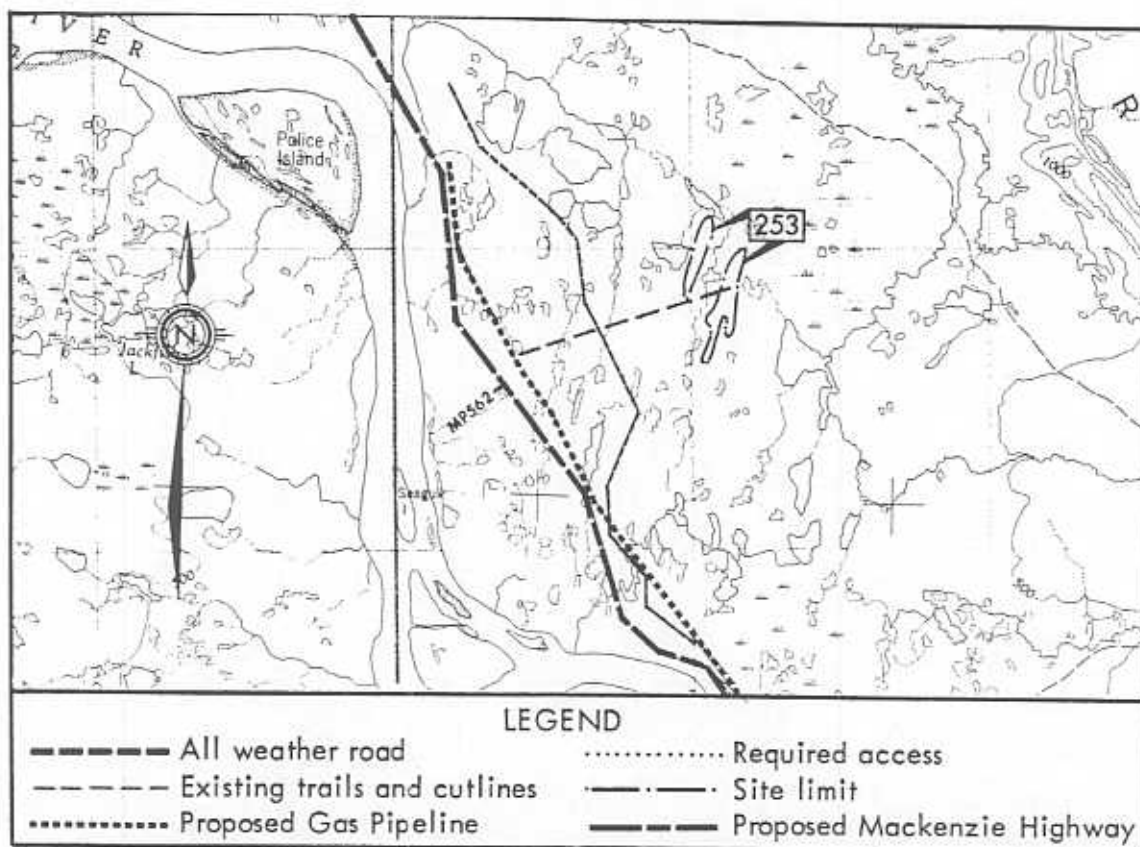 I V E R
R
Police
Island
253
1000
N
MP562
LEGEND
All weather road
Required access
Existing trails and cutlines
Site limit
Proposed Gas Pipeline
Proposed Mackenzie Highway